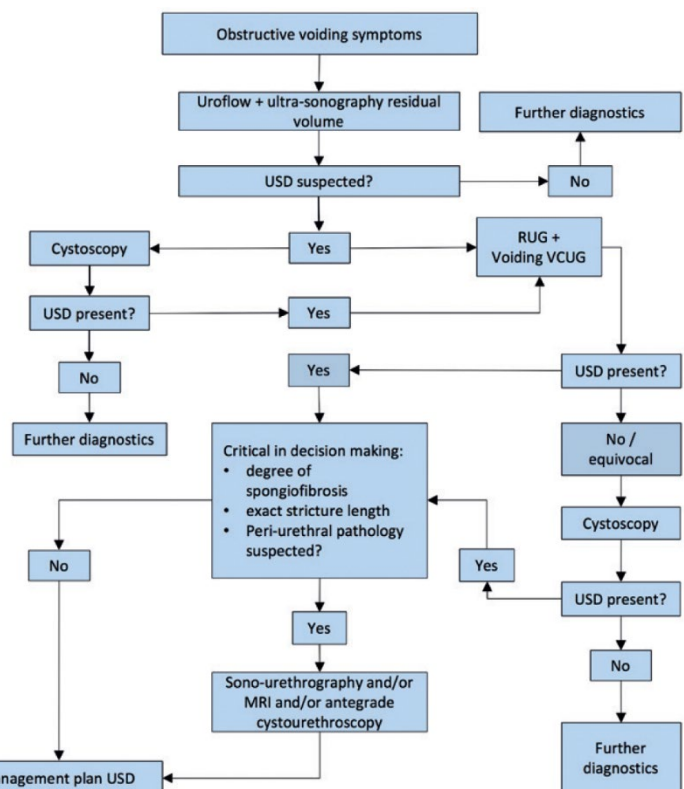 Obstructive voiding symptoms
Uroflow + ultra-sonography residual
volume
Further diagnostics
USD suspected?
No
Cystoscopy
Yes
RUG +
Voiding VCUG
USD present?
Yes
No
Yes
USD present?
Further diagnostics
Critical in decision making:
• degree of
spongiofibrosis
• exact stricture length
• Peri-urethral pathology
suspected?
No /
equivocal
Cystoscopy
No
Yes
USD present?
Yes
No
Sono-urethrography and/or
MRI and/or antegrade
cystourethroscopy
Further
diagnostics
plan USD